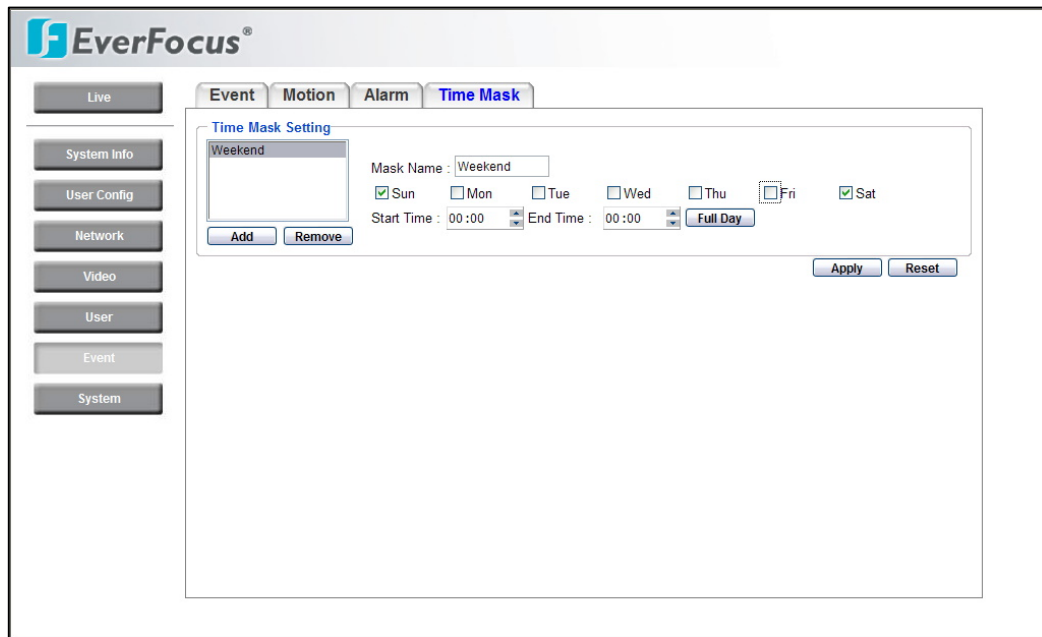 EverFocus®
Live
System Info
User Config
Network
Video
User
Event
System
Event Motion Alarm Time Mask
Time Mask Setting
Weekend
Add Remove
Mask Name : Weekend
Sun Mon Tue Wed Thu Fri Sat
Start Time : 00:00 End Time : 00:00 Full Day
Apply Reset